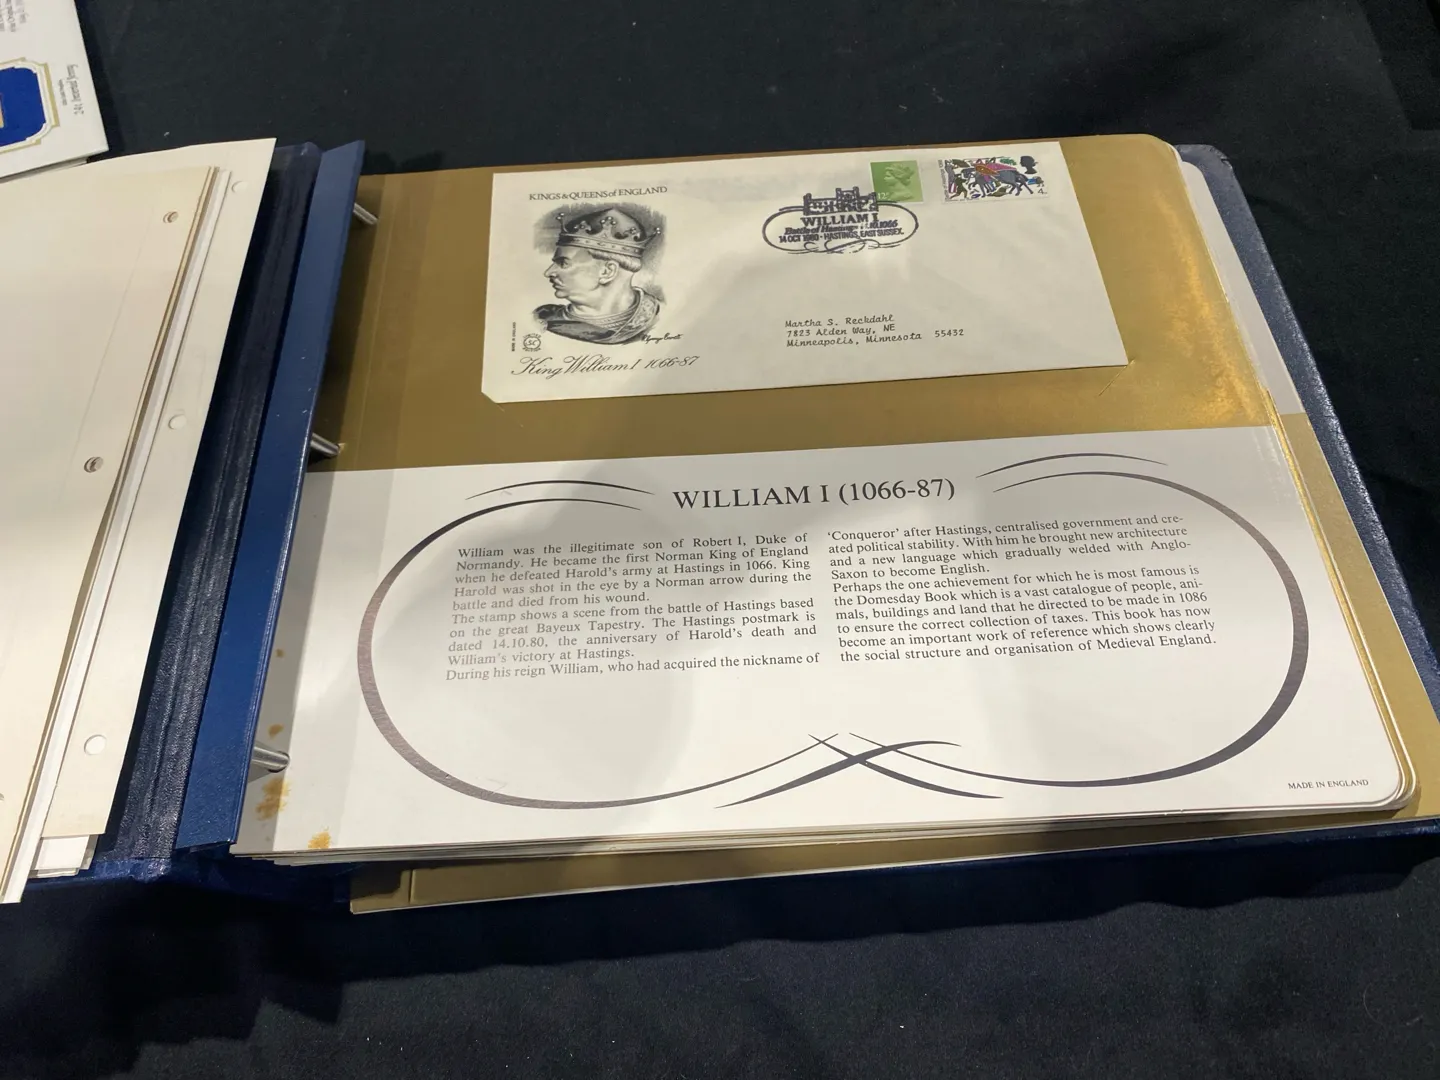 KINGS & QUEENS of ENGLAND
WILLIAM I
Battle of Hastings
14 OCT 1980 · HASTINGS, EAST SUSSEX.
4d
Martha S. Reckdahl
7823 Alden Way, NE
Minneapolis, Minnesota 55432
MADE IN ENGLAND
SC
King William I 1066-87
WILLIAM I (1066-87)
William was the illegitimate son of Robert I, Duke of
Normandy. He became the first Norman King of England
when he defeated Harold's army at Hastings in 1066. King
Harold was shot in the eye by a Norman arrow during the
battle and died from his wound.
The stamp shows a scene from the battle of Hastings based
on the great Bayeux Tapestry. The Hastings postmark is
dated 14.10.80, the anniversary of Harold's death and
William's victory at Hastings.
During his reign William, who had acquired the nickname of
'Conqueror' after Hastings, centralised government and cre-
ated political stability. With him he brought new architecture
and a new language which gradually welded with Anglo-
Saxon to become English.
Perhaps the one achievement for which he is most famous is
the Domesday Book which is a vast catalogue of people, ani-
mals, buildings and land that he directed to be made in 1086
to ensure the correct collection of taxes. This book has now
become an important work of reference which shows clearly
the social structure and organisation of Medieval England.
MADE IN ENGLAND